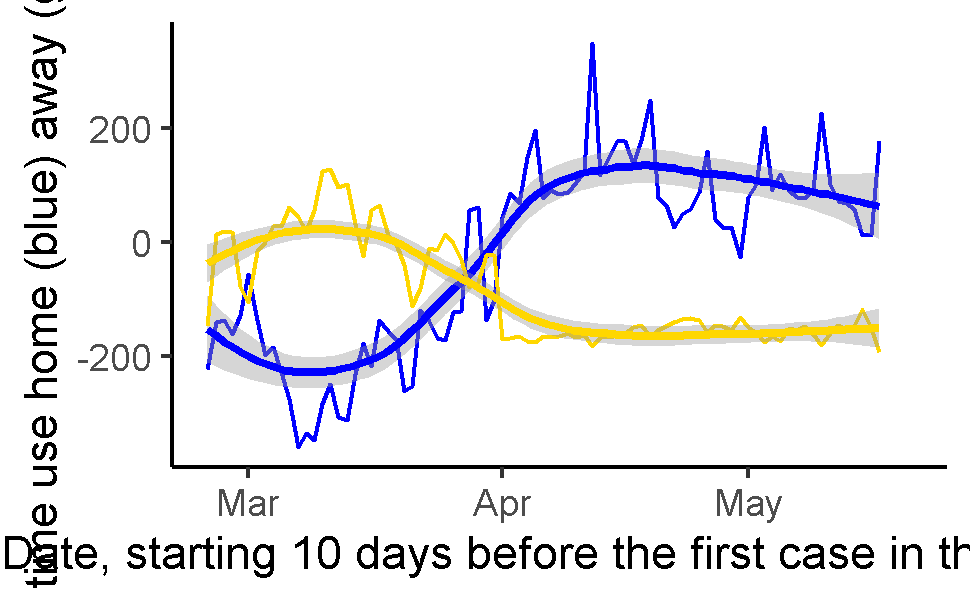 time use home (blue) away (
200
0
-200
Mar Apr May
Date, starting 10 days before the first case in th